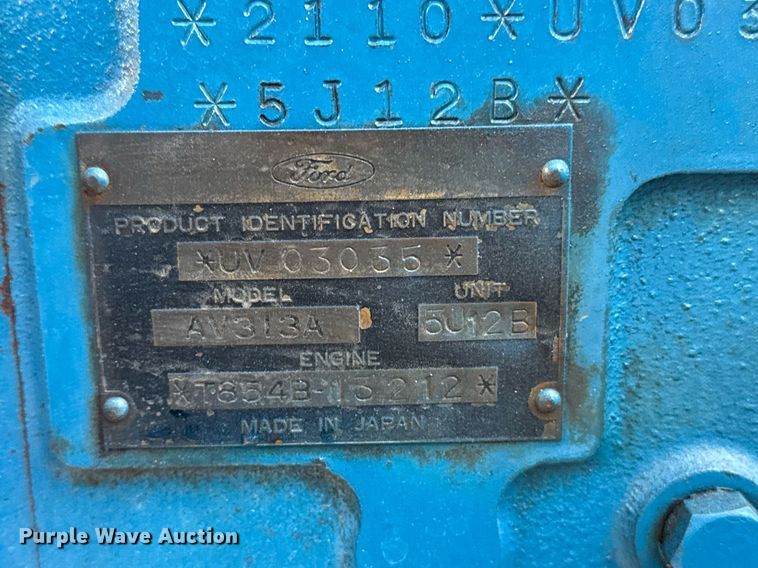 *2110*UV03
*5J12B*
Ford
PRODUCT IDENTIFICATION NUMBER
*UV 03035*
MODEL UNIT
AV313A 5J12B
ENGINE
*T854B-13212*
MADE IN JAPAN
Purple Wave Auction